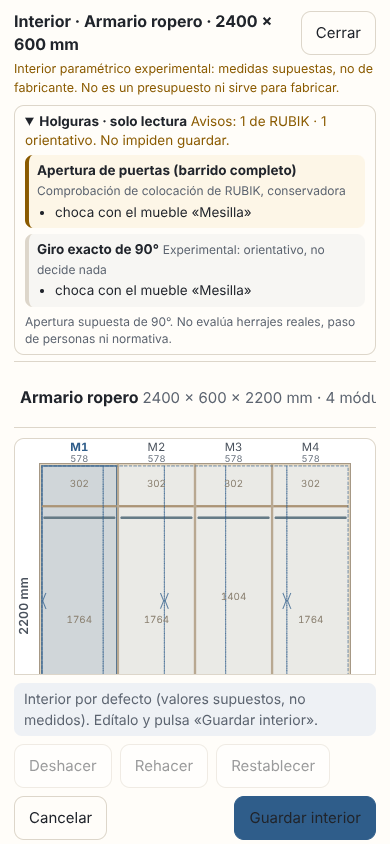 Interior · Armario ropero · 2400 ×
600 mm
Cerrar
Interior paramétrico experimental: medidas supuestas, no de
fabricante. No es un presupuesto ni sirve para fabricar.
▼ Holguras · solo lectura Avisos: 1 de RUBIK · 1
orientativo. No impiden guardar.
Apertura de puertas (barrido completo)
Comprobación de colocación de RUBIK, conservadora
• choca con el mueble «Mesilla»
Giro exacto de 90° Experimental: orientativo, no
decide nada
• choca con el mueble «Mesilla»
Apertura supuesta de 90°. No evalúa herrajes reales, paso
de personas ni normativa.
Armario ropero 2400 × 600 × 2200 mm · 4 módu
M1 M2 M3 M4
578 578 578 578
302 302 302 302
1404
1764 1764 1764
2200 mm
Interior por defecto (valores supuestos, no
medidos). Edítalo y pulsa «Guardar interior».
Deshacer Rehacer Restablecer
Cancelar Guardar interior